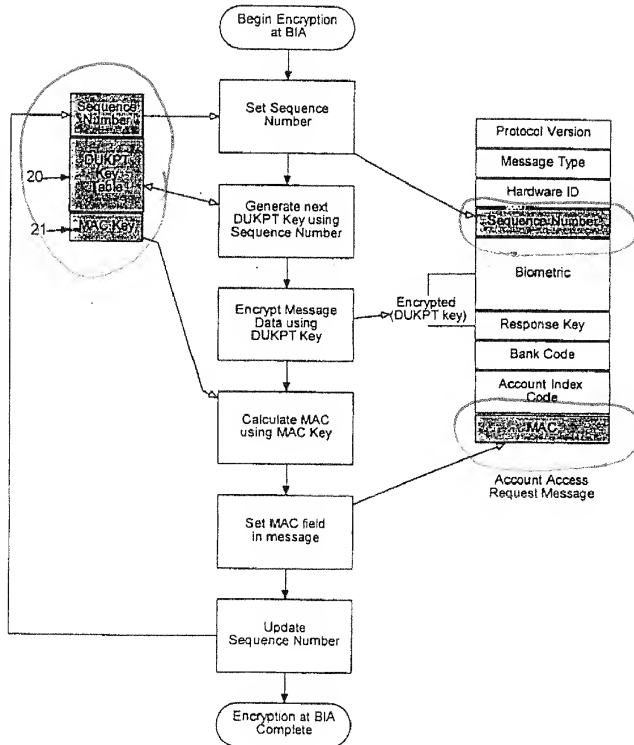 Begin Encryption
at BIA
Set Sequence
Number
Generate next
DUKPT Key using
Sequence Number
Encrypt Message
Data using
DUKPT Key
Calculate MAC
using MAC Key
Set MAC field
in message
Update
Sequence Number
Encryption at BIA
Complete
Sequence
Number
20
DUKPT
Key
Table
21
MAC Key
Encrypted
(DUKPT key)
Protocol Version
Message Type
Hardware ID
Sequence Number
Biometric
Response Key
Bank Code
Account Index
Code
MAC
Account Access
Request Message